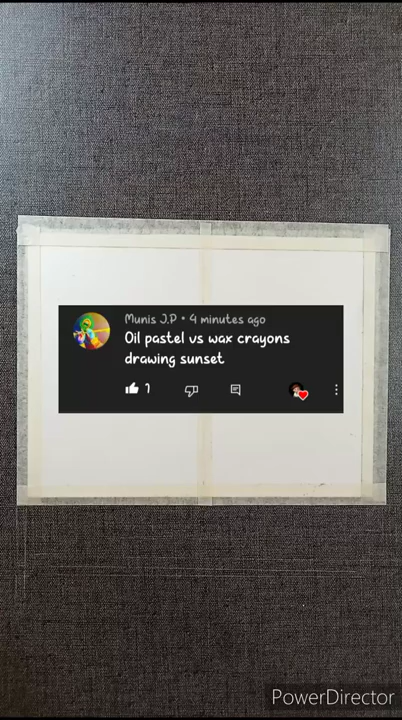 Munis J.P • 4 minutes ago
Oil pastel vs wax crayons
drawing sunset
1
PowerDirector